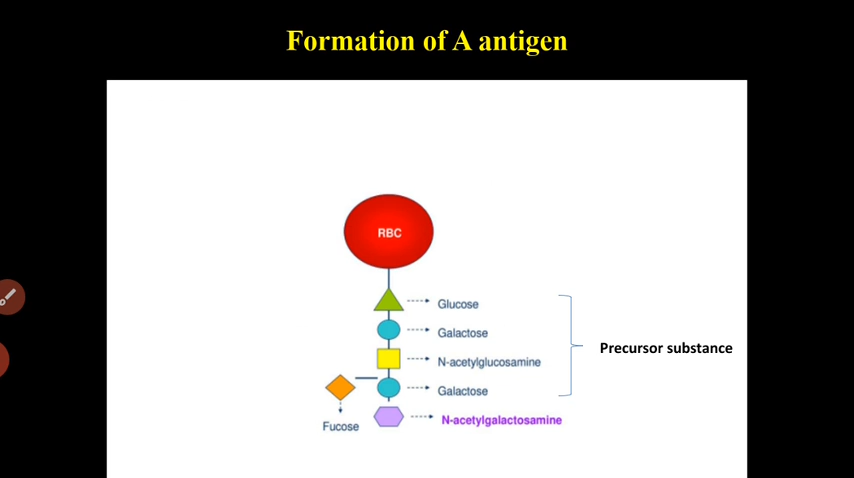 Formation of A antigen
RBC
Glucose
Galactose
N-acetylglucosamine
Precursor substance
Galactose
Fucose
N-acetylgalactosamine